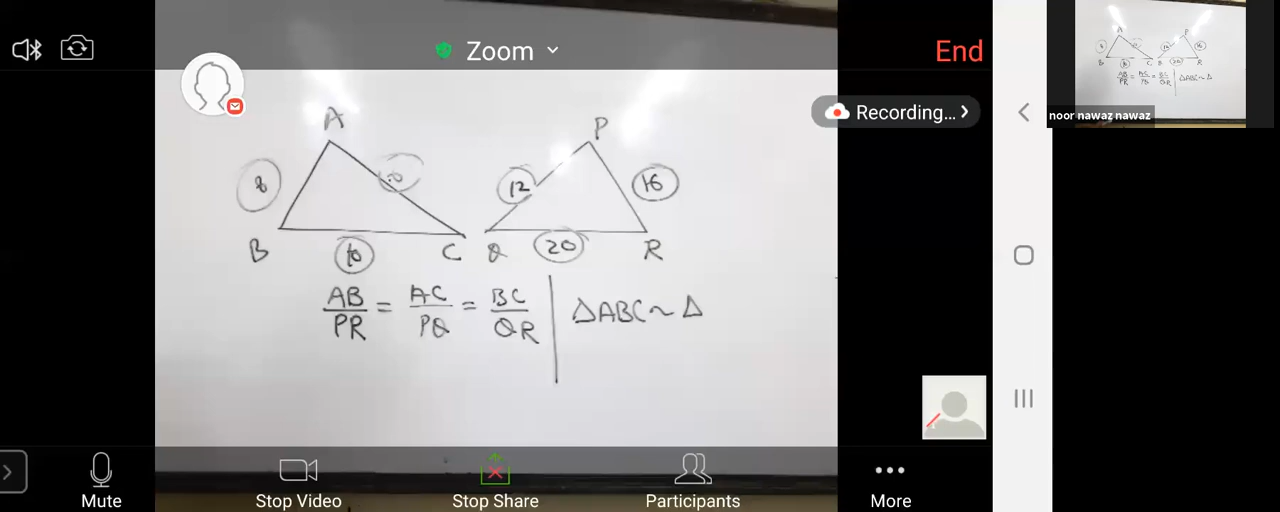 Zoom
End
Recording...
noor nawaz nawaz
A
P
8
12
16
B
10
C
Q
20
R
AB/PR = AC/PQ = BC/QR | ΔABC ~ Δ
Mute
Stop Video
Stop Share
Participants
More